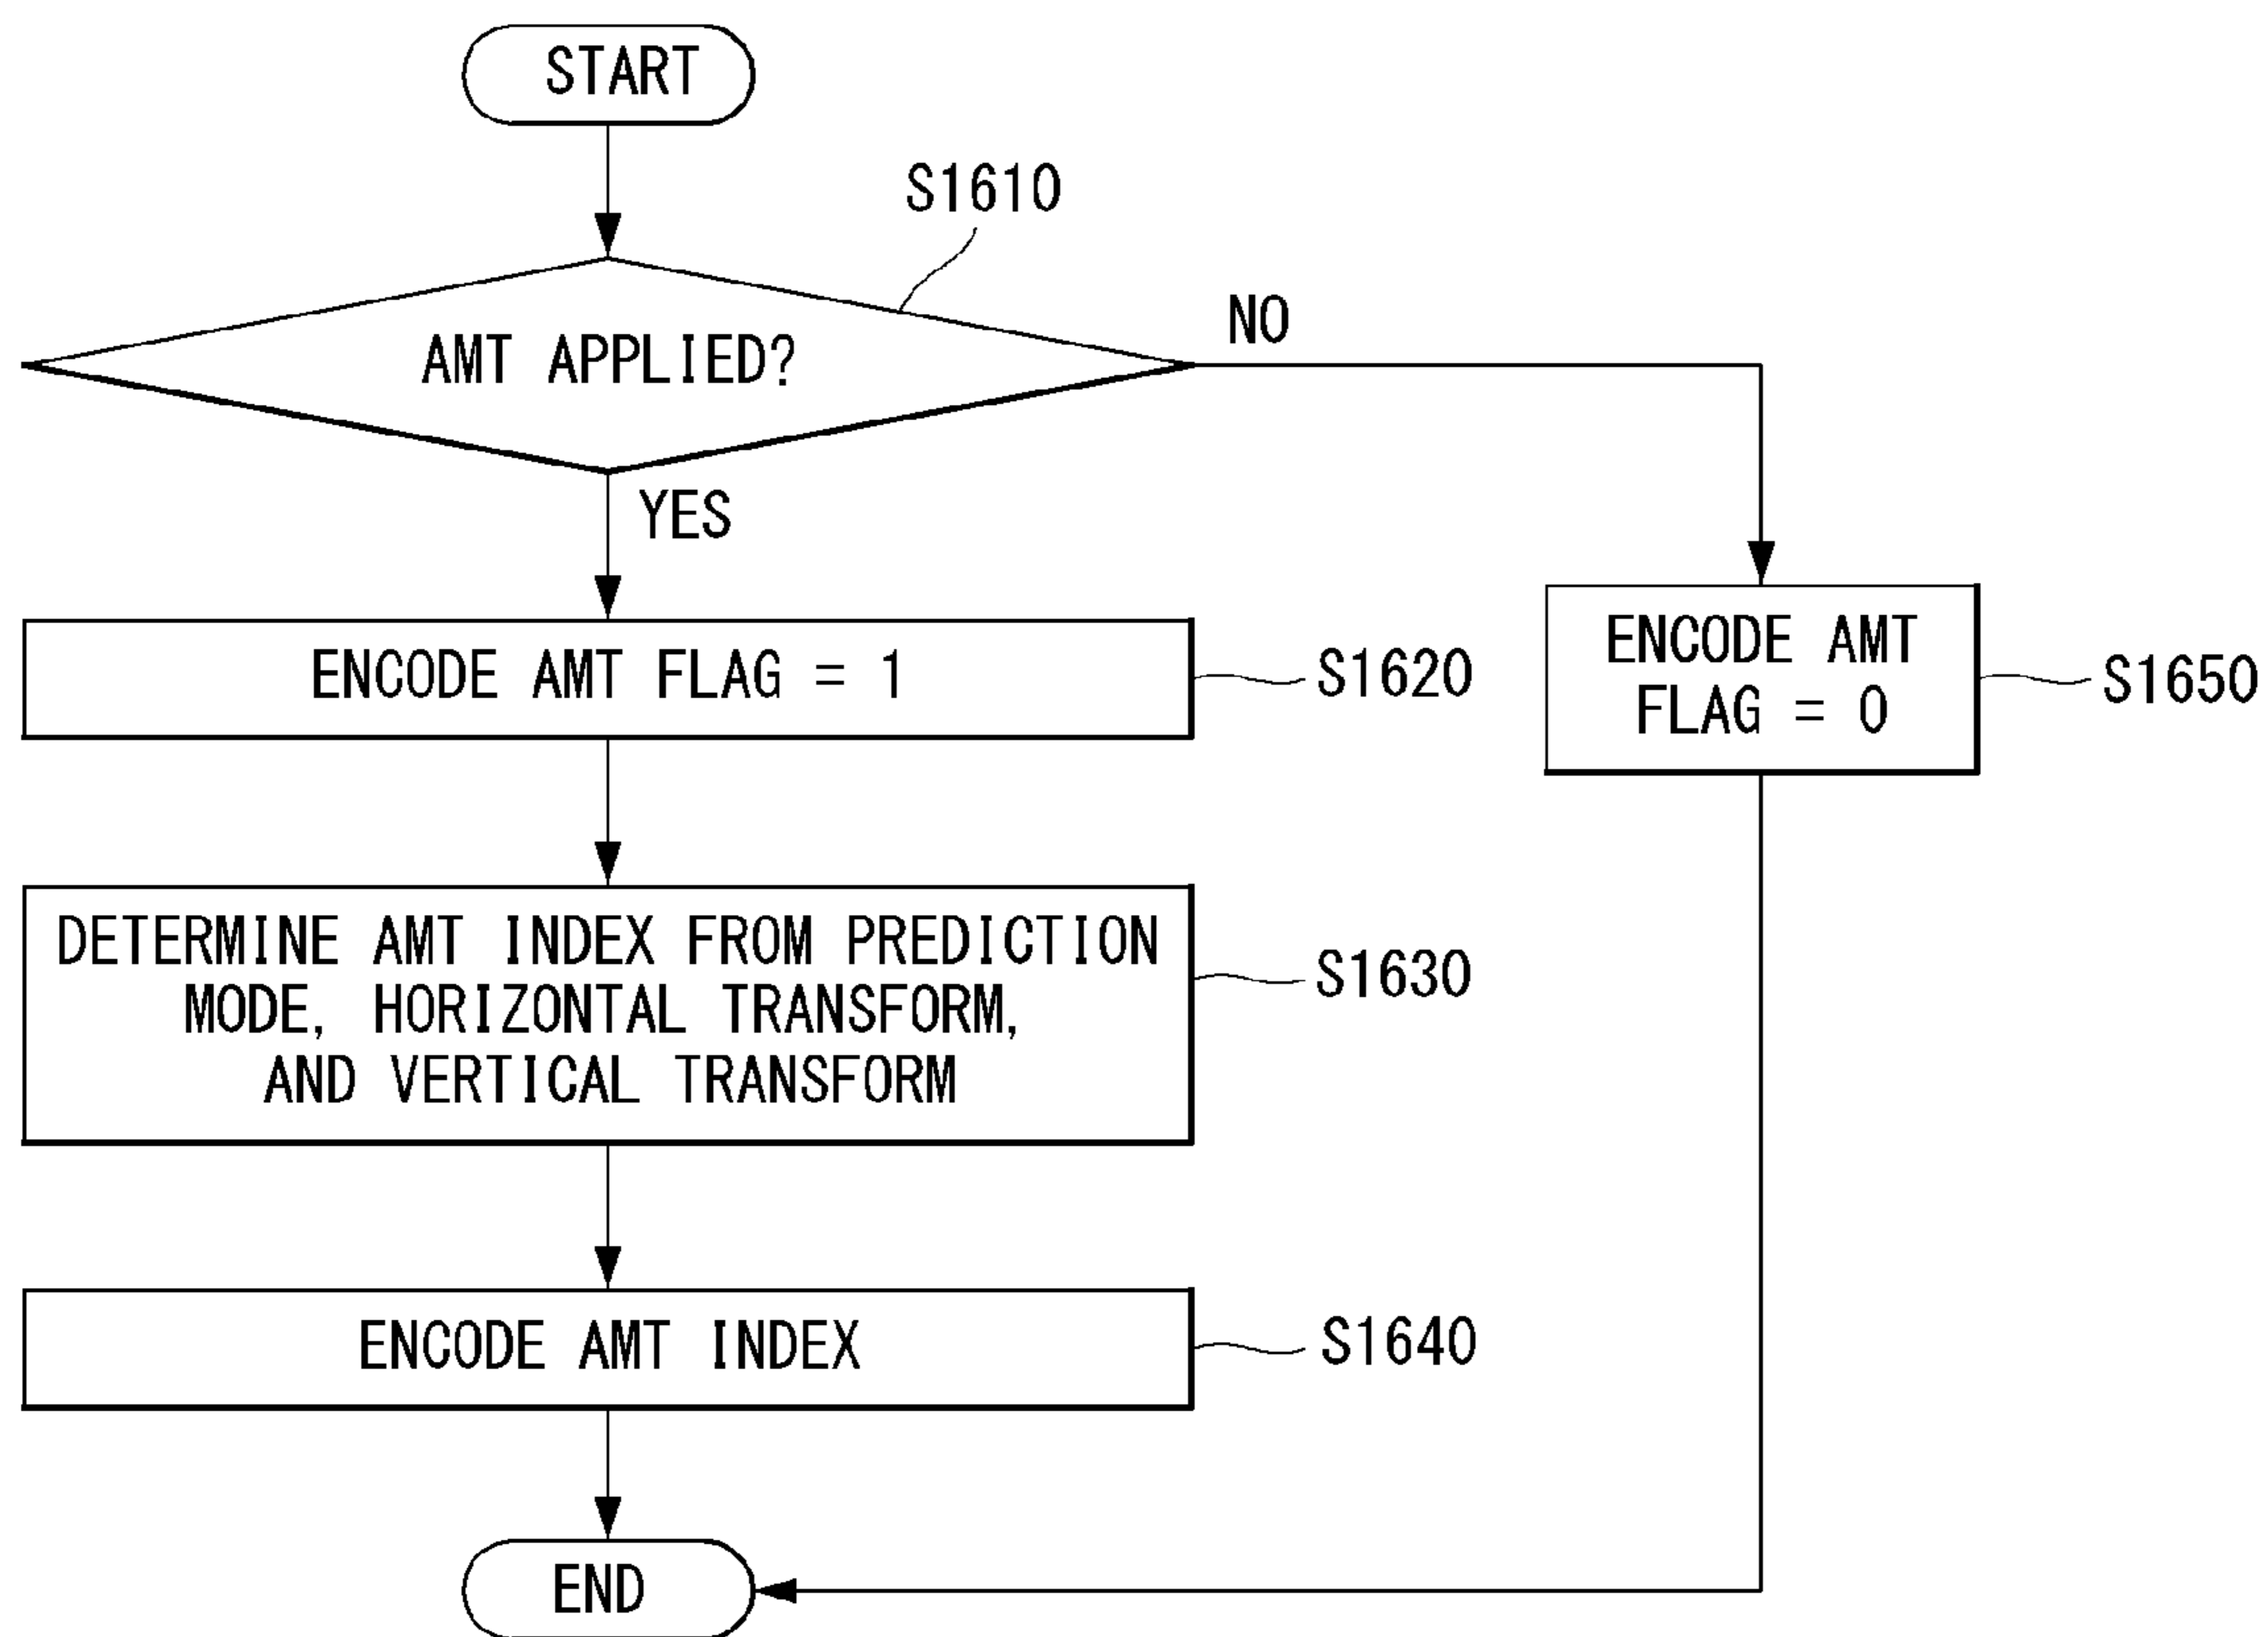 START
S1610
AMT APPLIED?
NO
YES
ENCODE AMT FLAG = 1
S1620
ENCODE AMT
FLAG = 0
S1650
DETERMINE AMT INDEX FROM PREDICTION
MODE, HORIZONTAL TRANSFORM,
AND VERTICAL TRANSFORM
S1630
ENCODE AMT INDEX
S1640
END